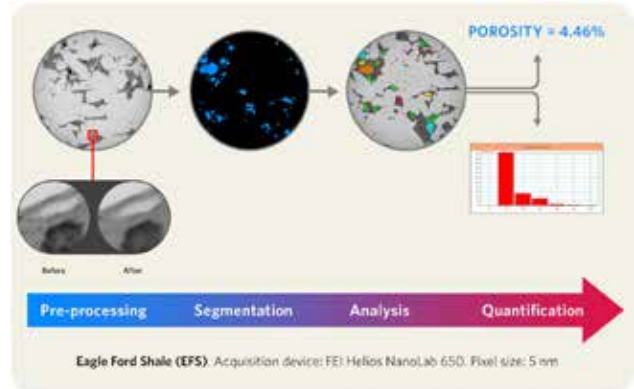 POROSITY = 4.46%
Before After
Pre-processing Segmentation Analysis Quantification
Eagle Ford Shale (EFS). Acquisition device: FEI Helios NanoLab 650. Pixel size: 5 nm